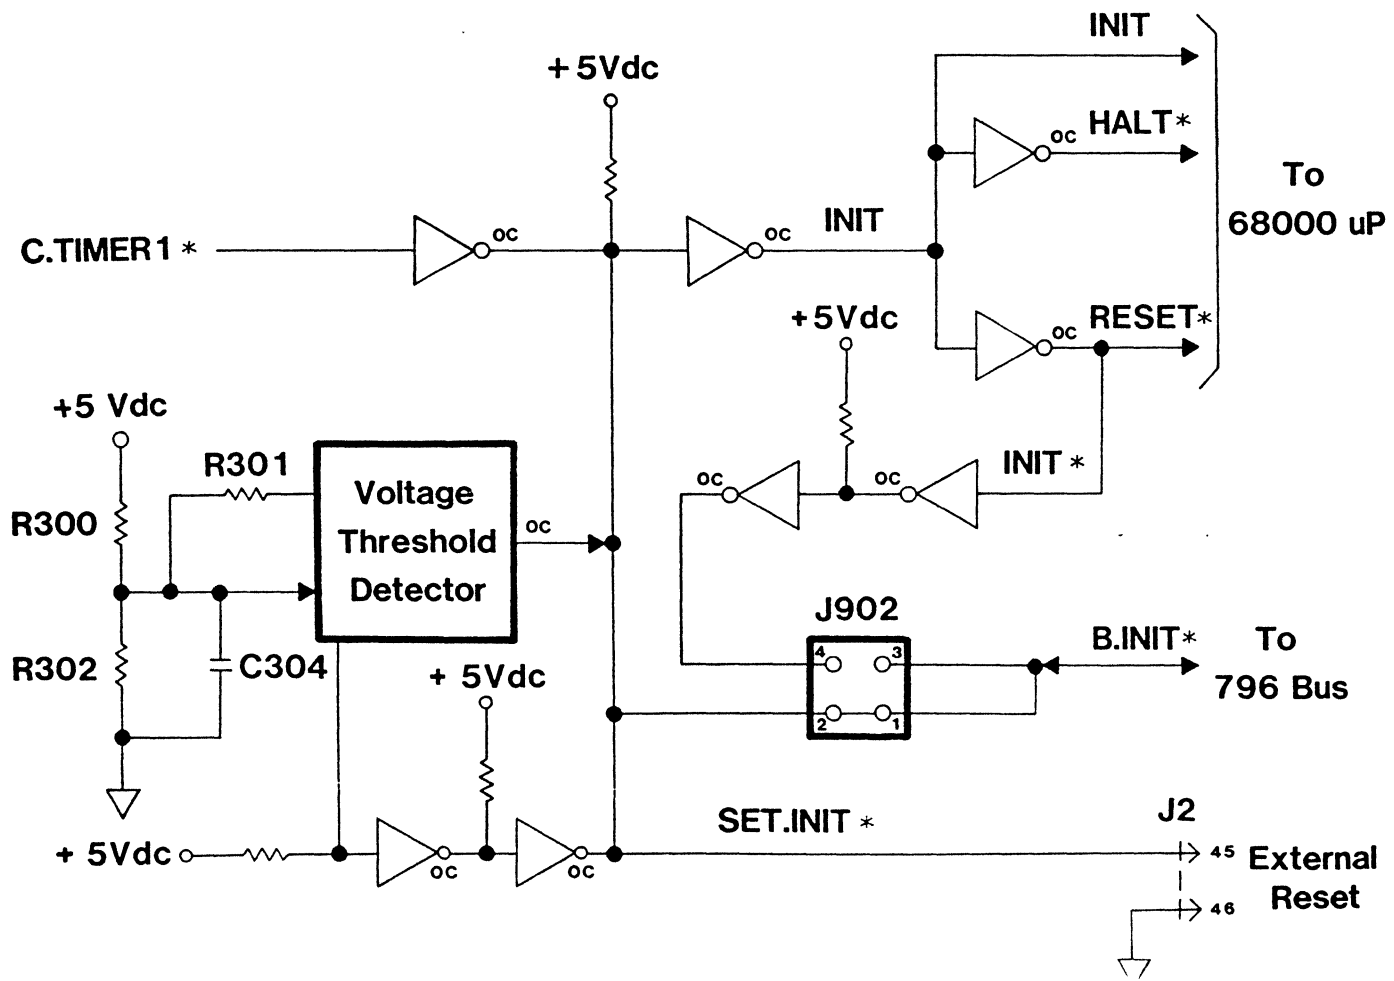 INIT
+5Vdc
OC
HALT*
To
68000 uP
C.TIMER1*
OC
OC
INIT
+5Vdc
OC
RESET*
+5 Vdc
R301
R300
Voltage
Threshold
Detector
OC
OC
OC
INIT*
R302
C304
J902
4
3
2
1
B.INIT*
To
796 Bus
+ 5Vdc
SET.INIT *
J2
+ 5Vdc
OC
OC
45
46
External
Reset